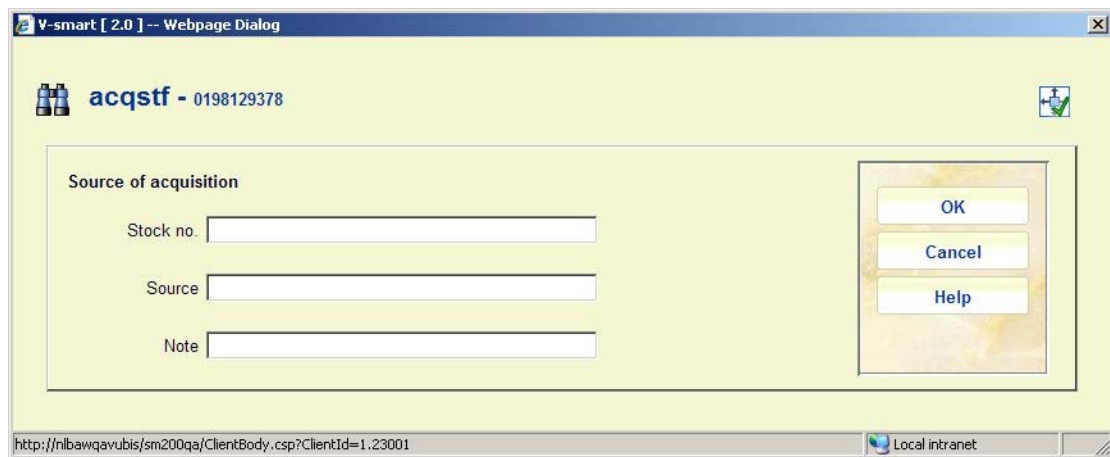 V-smart [ 2.0 ] -- Webpage Dialog
acqstf - 0198129378
Source of acquisition
Stock no.
Source
Note
OK
Cancel
Help
http://nlbawqavubis/sm200qa/ClientBody.csp?ClientId=1.23001
Local intranet